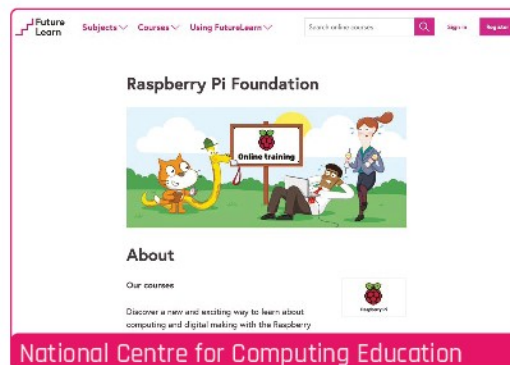 Future
Learn
Subjects Courses Using FutureLearn Search online courses Sign in Register
Raspberry Pi Foundation
Online training
About
Our courses
Raspberry Pi
Discover a new and exciting way to learn about
computing and digital making with the Raspberry
National Centre for Computing Education